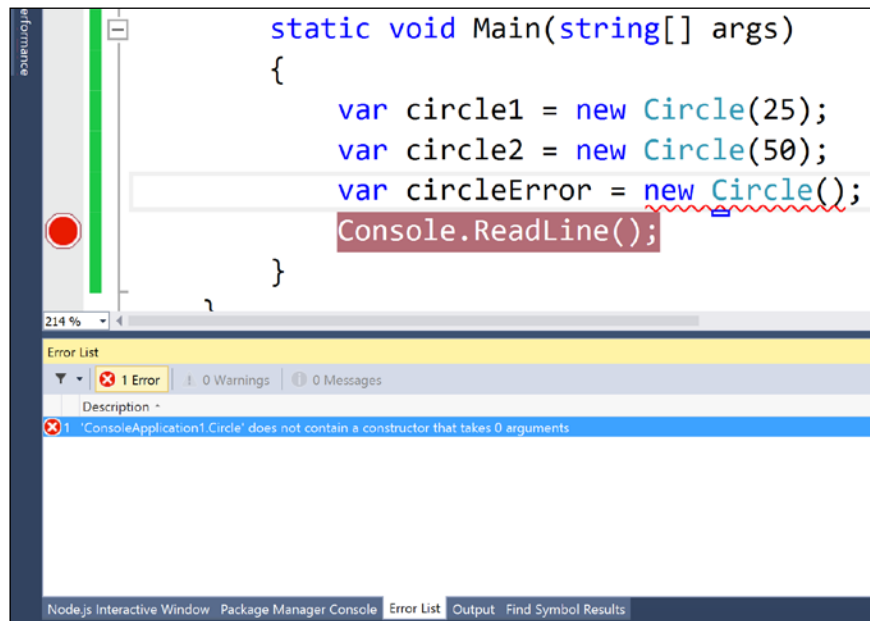 erformance
static void Main(string[] args)
{
var circle1 = new Circle(25);
var circle2 = new Circle(50);
var circleError = new Circle();
Console.ReadLine();
}
}
214 %
Error List
1 Error 0 Warnings 0 Messages
Description
1 'ConsoleApplication1.Circle' does not contain a constructor that takes 0 arguments
Node.js Interactive Window Package Manager Console Error List Output Find Symbol Results